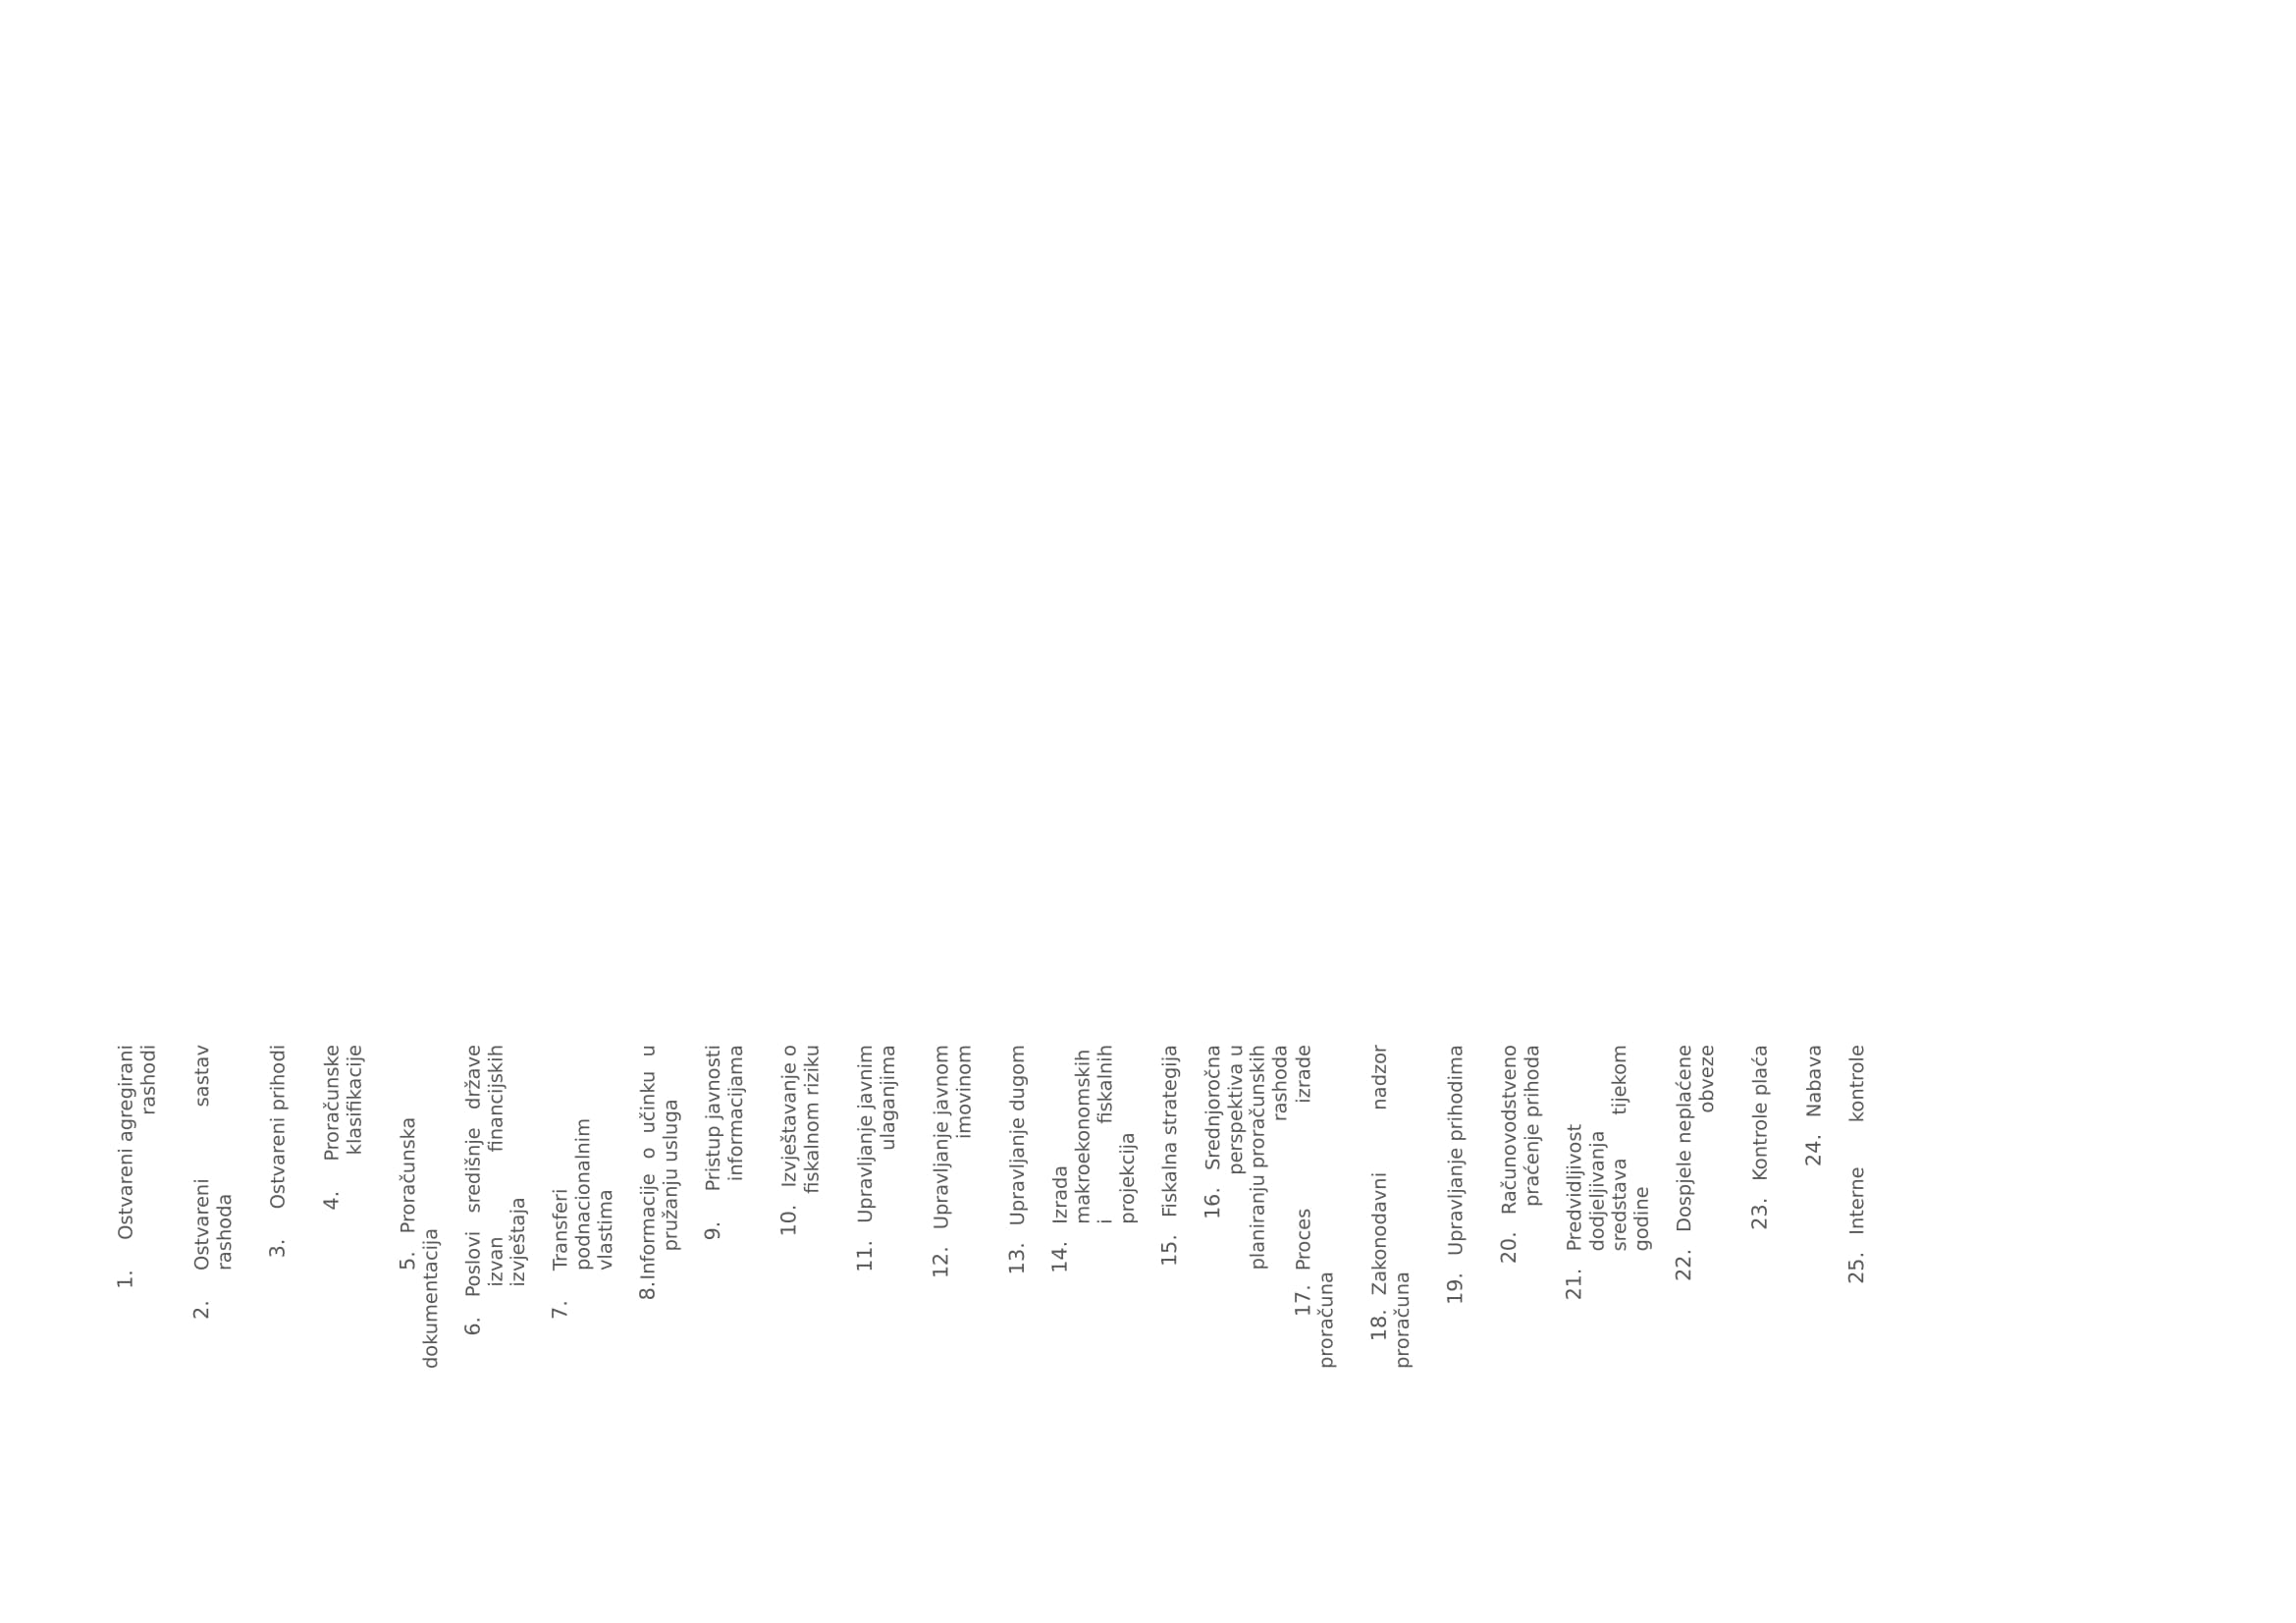 1. Ostvareni agregirani
rashodi
2. Ostvareni sastav
rashoda
3. Ostvareni prihodi
4. Proračunske
klasifikacije
5. Proračunska
dokumentacija
6. Poslovi središnje države
izvan financijskih
izvještaja
7. Transferi
podnacionalnim
vlastima
8.Informacije o učinku u
pružanju usluga
9. Pristup javnosti
informacijama
10. Izvještavanje o
fiskalnom riziku
11. Upravljanje javnim
ulaganjima
12. Upravljanje javnom
imovinom
13. Upravljanje dugom
14. Izrada
makroekonomskih
i fiskalnih
projekcija
15. Fiskalna strategija
16. Srednjoročna
perspektiva u
planiranju proračunskih
rashoda
17. Proces izrade
proračuna
18. Zakonodavni nadzor
proračuna
19. Upravljanje prihodima
20. Računovodstveno
praćenje prihoda
21. Predvidljivost
dodjeljivanja
sredstava tijekom
godine
22. Dospjele neplaćene
obveze
23. Kontrole plaća
24. Nabava
25. Interne kontrole